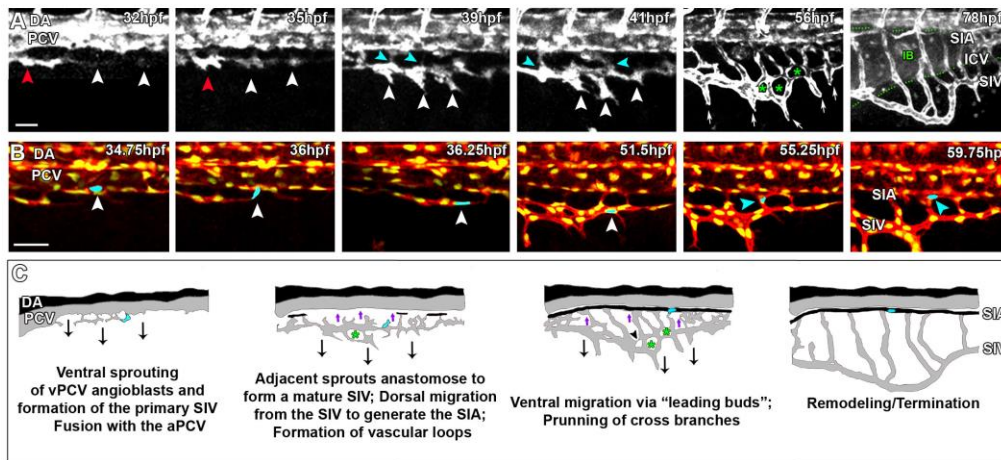 A
32hpf
35hpf
39hpf
41hpf
56hpf
78hpf
DA
PCV
SIA
IB
ICV
SIV
B
34.75hpf
36hpf
36.25hpf
51.5hpf
55.25hpf
59.75hpf
DA
PCV
SIA
SIV
C
DA
PCV
SIA
SIV
Ventral sprouting
of vPCV angioblasts and
formation of the primary SIV
Fusion with the aPCV
Adjacent sprouts anastomose to
form a mature SIV; Dorsal migration
from the SIV to generate the SIA;
Formation of vascular loops
Ventral migration via “leading buds”;
Prunning of cross branches
Remodeling/Termination